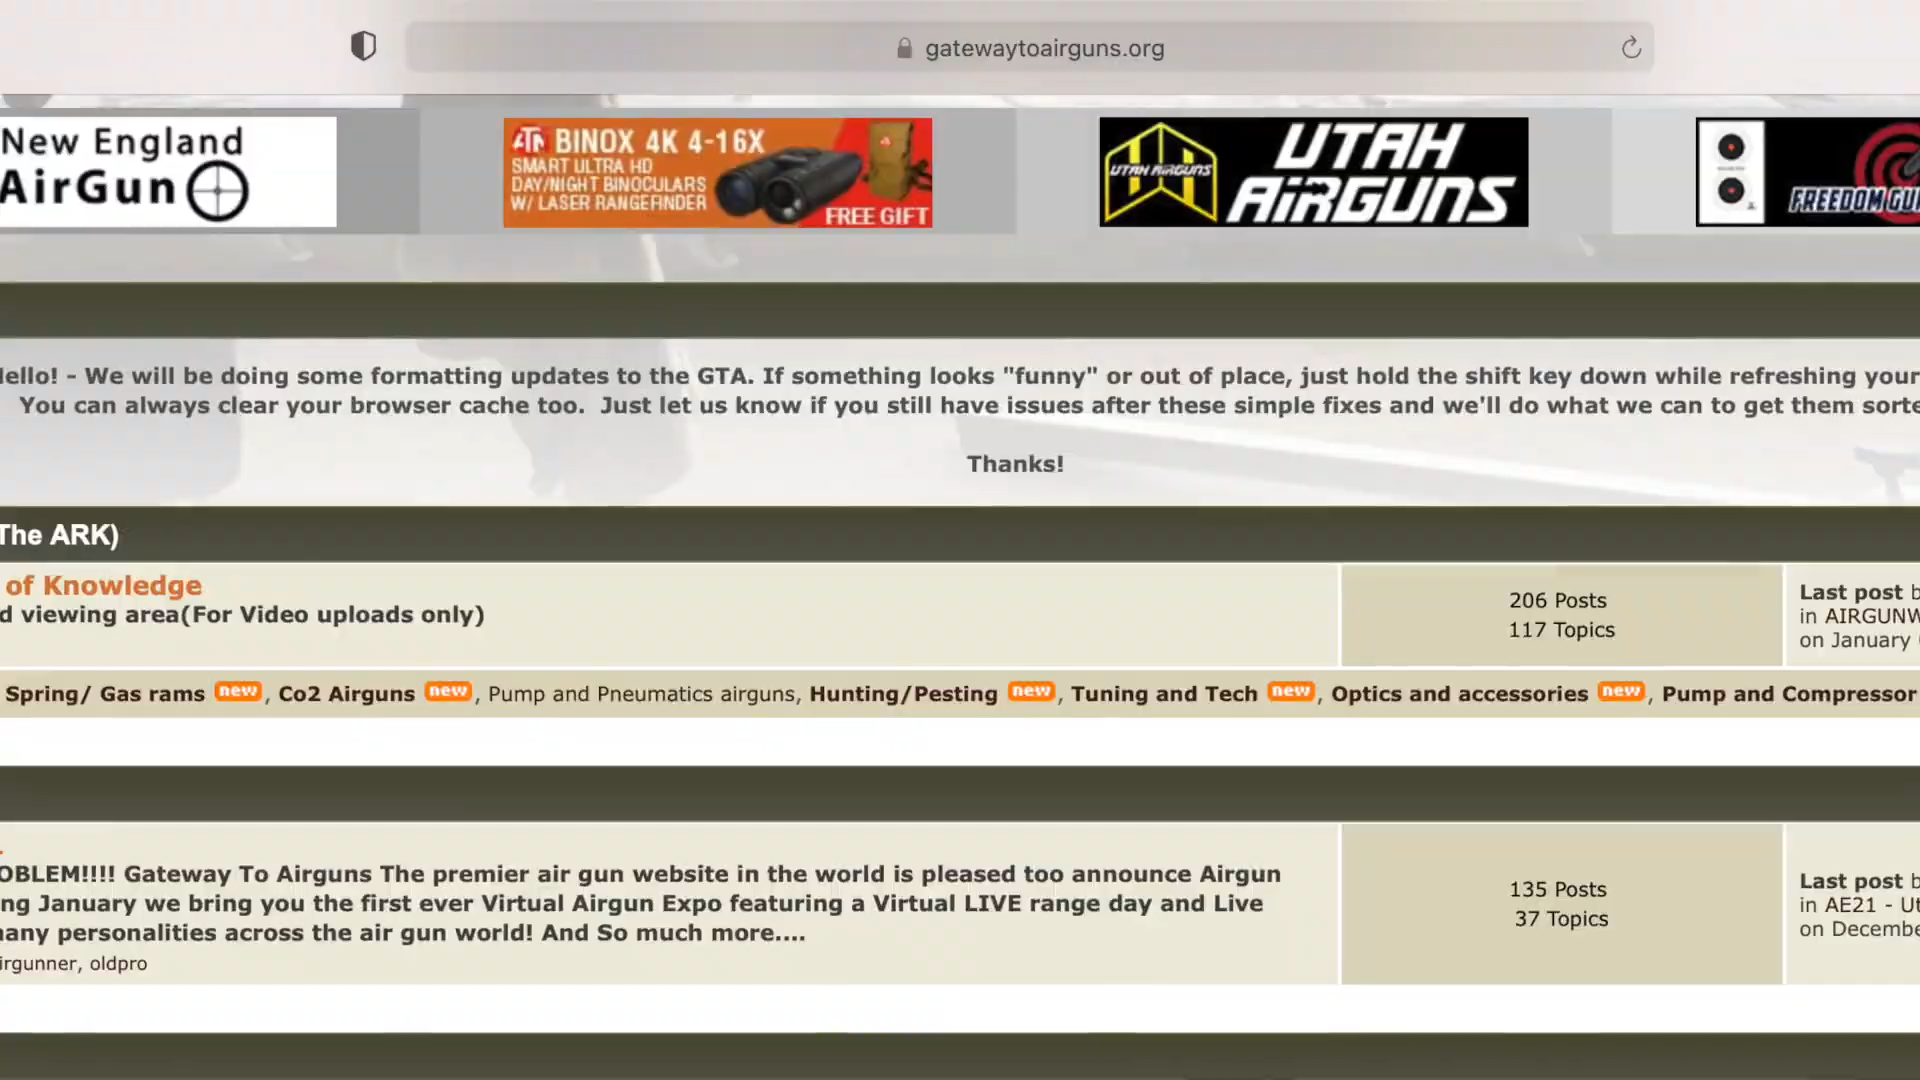 gatewaytoairguns.org
New England
AirGun
ATN BINOX 4K 4-16X
SMART ULTRA HD
DAY/NIGHT BINOCULARS
W/ LASER RANGEFINDER
FREE GIFT
UTAH AIRGUNS
UTAH
AIRGUNS
FREEDOM
ello! - We will be doing some formatting updates to the GTA. If something looks "funny" or out of place, just hold the shift key down while refreshing your
You can always clear your browser cache too. Just let us know if you still have issues after these simple fixes and we'll do what we can to get them sorte
Thanks!
The ARK)
of Knowledge
d viewing area(For Video uploads only)
206 Posts
117 Topics
Last post b
in AIRGUNW
on January
Spring/ Gas rams new, Co2 Airguns new, Pump and Pneumatics airguns, Hunting/Pesting new, Tuning and Tech new, Optics and accessories new, Pump and Compressor
OBLEM!!!! Gateway To Airguns The premier air gun website in the world is pleased too announce Airgun
ng January we bring you the first ever Virtual Airgun Expo featuring a Virtual LIVE range day and Live
many personalities across the air gun world! And So much more....
irgunner, oldpro
135 Posts
37 Topics
Last post b
in AE21 - Ut
on Decembe